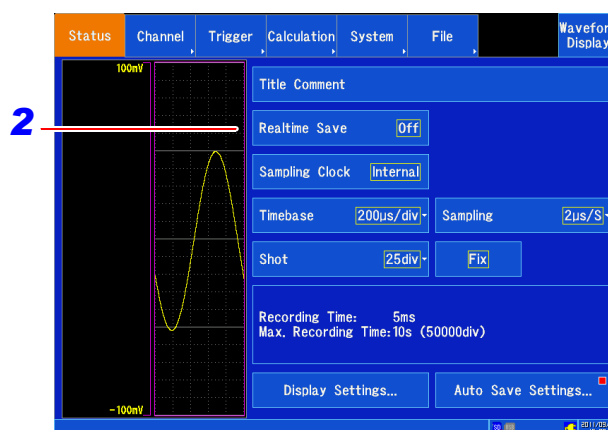 Status Channel Trigger Calculation System File Wavefor
Display
100mV
Title Comment
2
Realtime Save Off
Sampling Clock Internal
Timebase 200μs/div Sampling 2μs/S
Shot 25div Fix
Recording Time: 5ms
Max. Recording Time:10s (50000div)
Display Settings... Auto Save Settings...
-100mV
SD